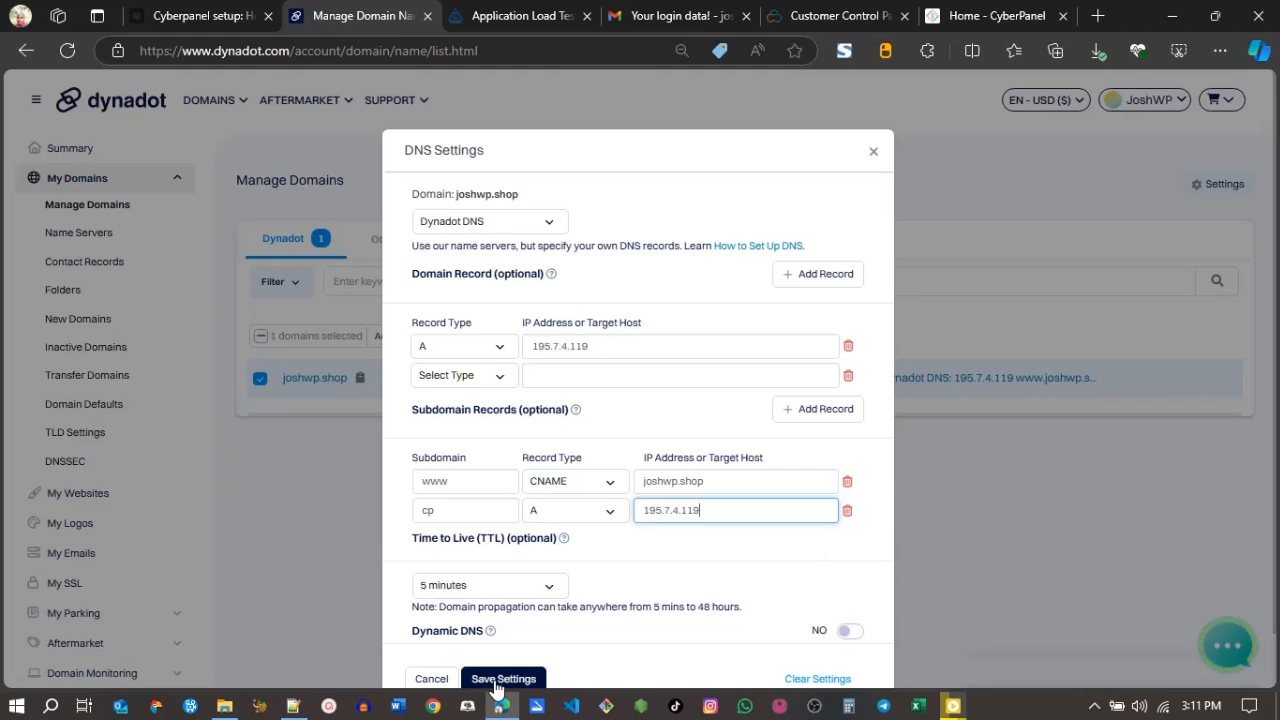 Cyberpanel setup: H
Manage Domain Na
Application Load Tes
Your login data – jos
Customer Control Pa
Home - CyberPanel
https://www.dynadot.com/account/domain/name/list.html
dynadot
DOMAINS
AFTERMARKET
SUPPORT
EN - USD ($)
JoshWP
Summary
My Domains
Manage Domains
Name Servers
Contact Records
Folders
New Domains
Inactive Domains
Transfer Domains
Domain Defaults
TLD Settings
DNSSEC
My Websites
My Logos
My Emails
My SSL
My Parking
Aftermarket
Domain Monitoring
Manage Domains
Settings
Dynadot 1
Filter
Enter keyw
1 domains selected
joshwp.shop
nadot DNS: 195.7.4.119 www.joshwp.s...
DNS Settings
Domain: joshwp.shop
Dynadot DNS
Use our name servers, but specify your own DNS records. Learn How to Set Up DNS.
Domain Record (optional)
+ Add Record
Record Type
IP Address or Target Host
A
195.7.4.119
Select Type
Subdomain Records (optional)
+ Add Record
Subdomain
Record Type
IP Address or Target Host
www
CNAME
joshwp.shop
cp
A
195.7.4.119
Time to Live (TTL) (optional)
5 minutes
Note: Domain propagation can take anywhere from 5 mins to 48 hours.
Dynamic DNS
NO
Cancel
Save Settings
Clear Settings
3:11 PM